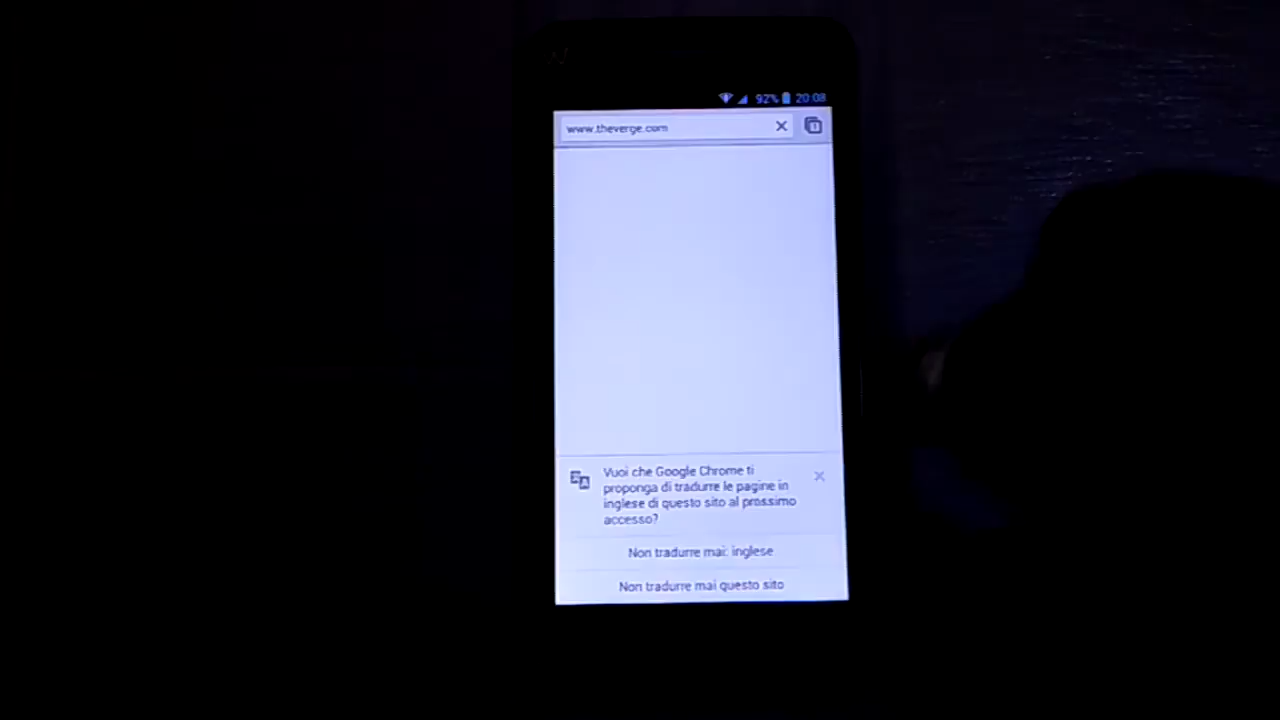 92% 20:08
www.theverge.com
Vuoi che Google Chrome ti
proponga di tradurre le pagine in
inglese di questo sito al prossimo
accesso?
Non tradurre mai: inglese
Non tradurre mai questo sito